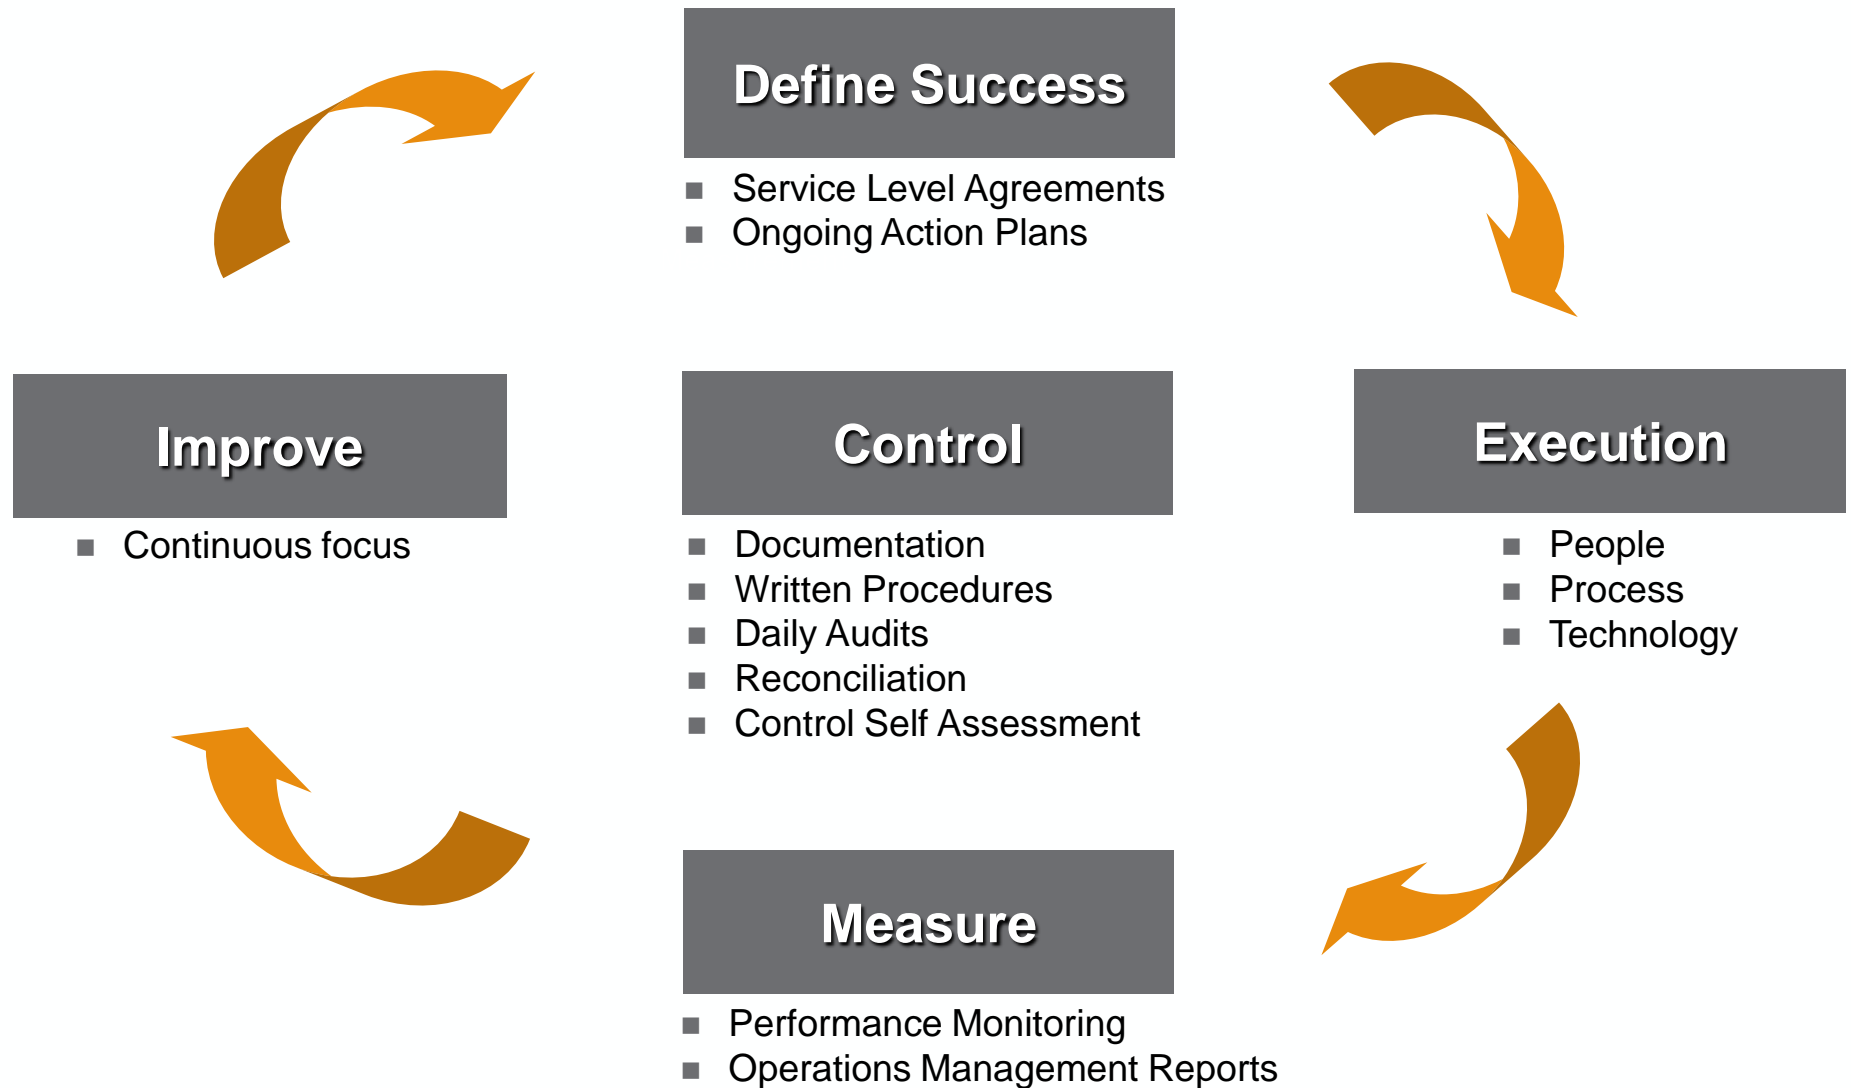 Define Success
Service Level Agreements
Ongoing Action Plans
Improve
Continuous focus
Control
Documentation
Written Procedures
Daily Audits
Reconciliation
Control Self Assessment
Execution
People
Process
Technology
Measure
Performance Monitoring
Operations Management Reports